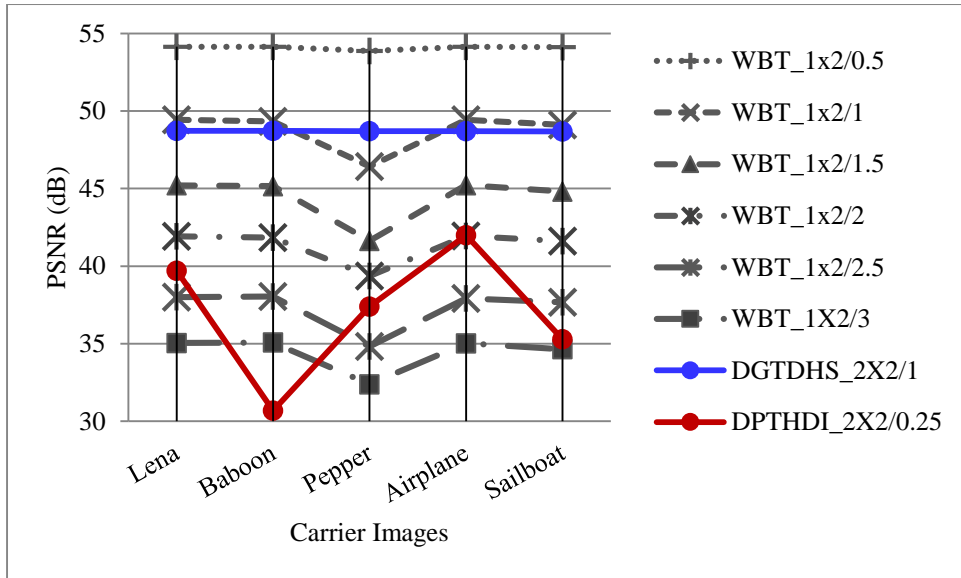 55
50
45
40
35
30
PSNR (dB)
Lena
Baboon
Pepper
Airplane
Sailboat
Carrier Images
WBT_1x2/0.5
WBT_1x2/1
WBT_1x2/1.5
WBT_1x2/2
WBT_1x2/2.5
WBT_1X2/3
DGTDHS_2X2/1
DPTHDI_2X2/0.25